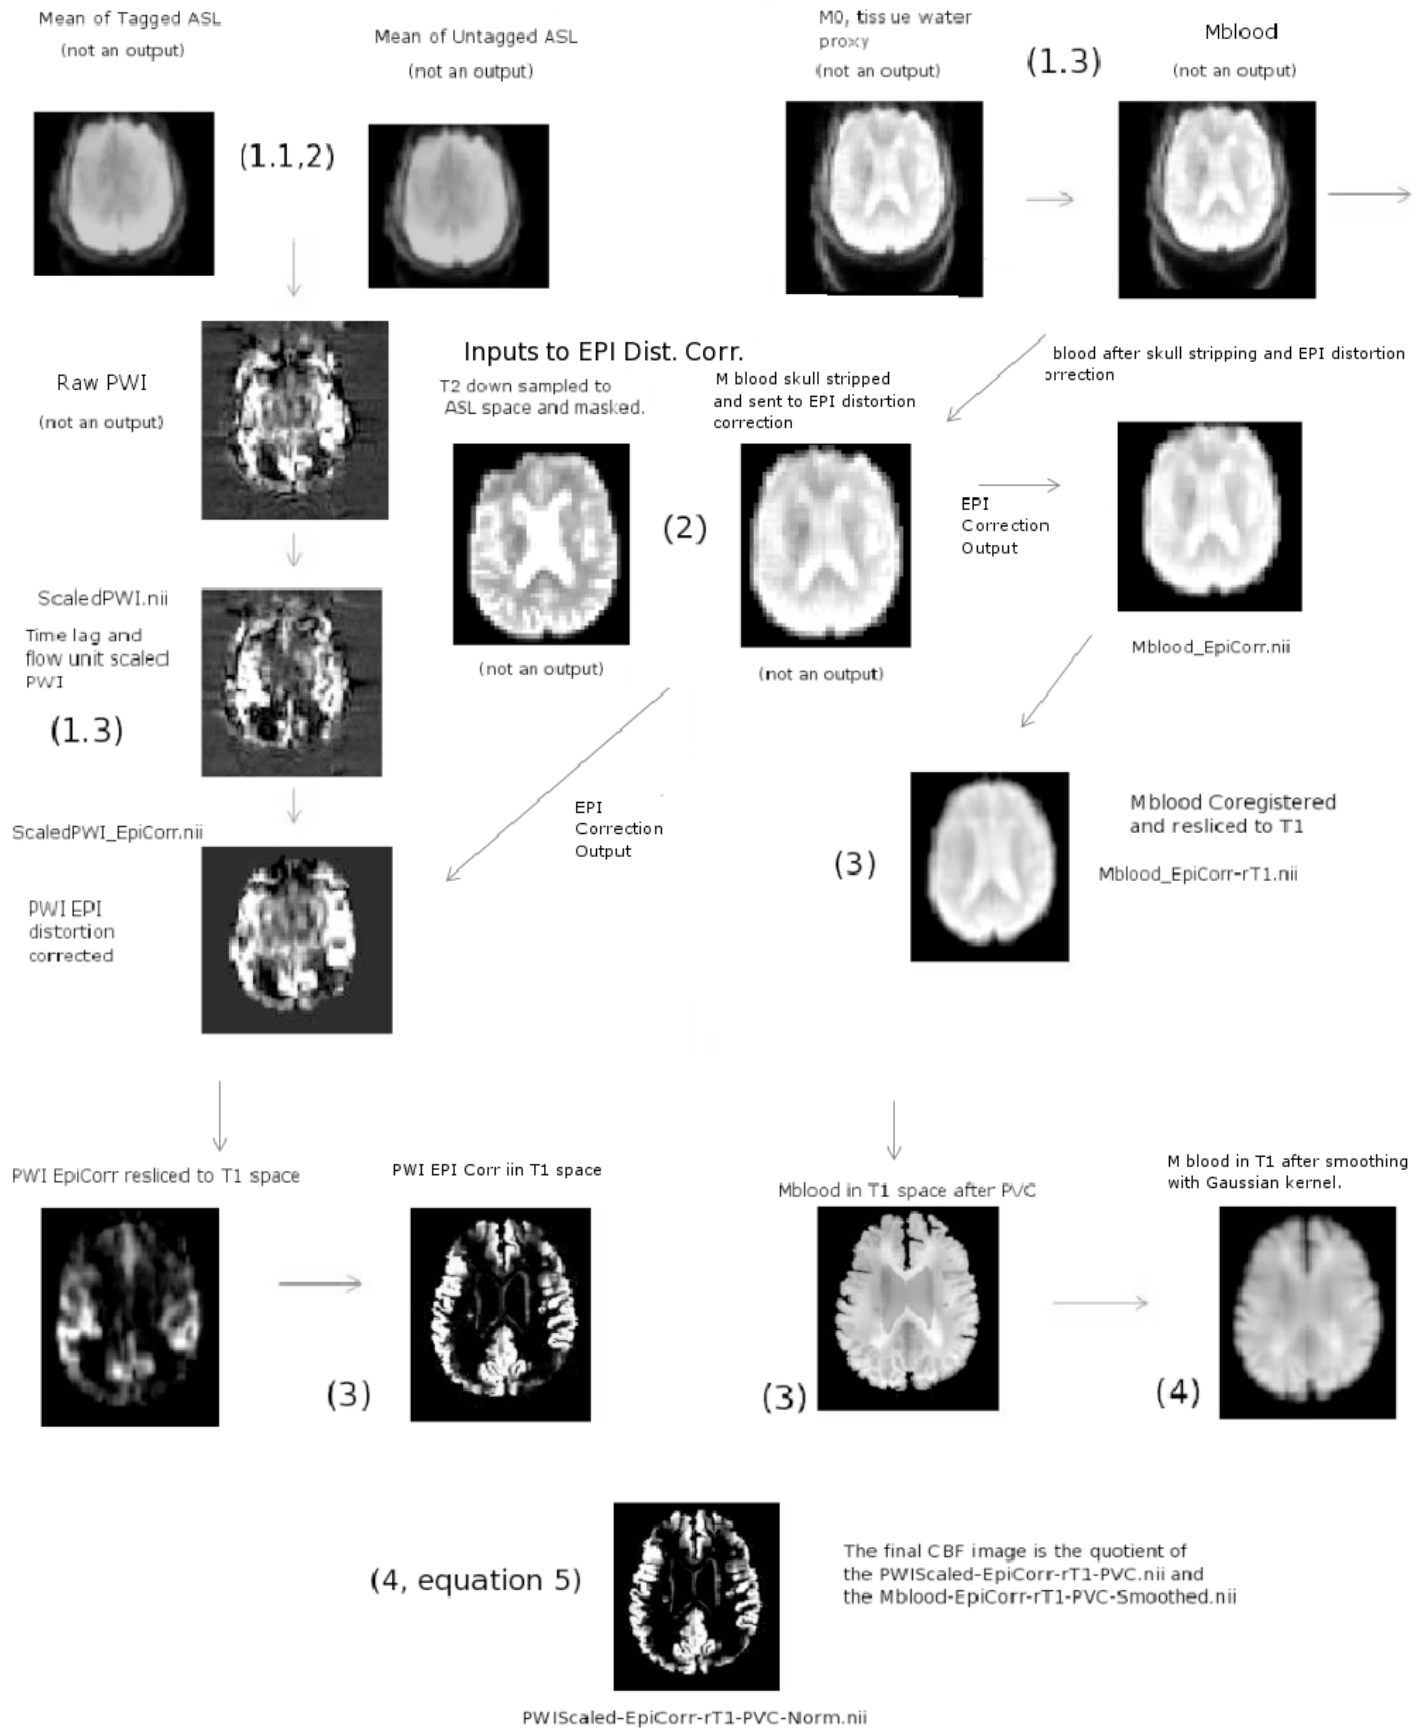 Mean of Tagged ASL
(not an output)
Mean of Untagged ASL
(not an output)
M0, tissue water
proxy
(not an output)
(1.3)
Mblood
(not an output)
(1.1,2)
Raw PWI
(not an output)
Inputs to EPI Dist. Corr.
T2 down sampled to
ASL space and masked.
M blood skull stripped
and sent to EPI distortion
correction
blood after skull stripping and EPI distortion
orrection
(2)
EPI
Correction
Output
(not an output)
(not an output)
Mblood_EpiCorr.nii
ScaledPWI.nii
Time lag and
flow unit scaled
PWI
(1.3)
EPI
Correction
Output
ScaledPWI_EpiCorr.nii
PWI EPI
distortion
corrected
(3)
Mblood Coregistered
and resliced to T1
Mblood_EpiCorr-rT1.nii
PWI EpiCorr resliced to T1 space
PWI EPI Corr iin T1 space
(3)
Mblood in T1 space after PVC
(3)
M blood in T1 after smoothing
with Gaussian kernel.
(4)
(4, equation 5)
The final CBF image is the quotient of
the PWIScaled-EpiCorr-rT1-PVC.nii and
the Mblood-EpiCorr-rT1-PVC-Smoothed.nii
PWIScaled-EpiCorr-rT1-PVC-Norm.nii